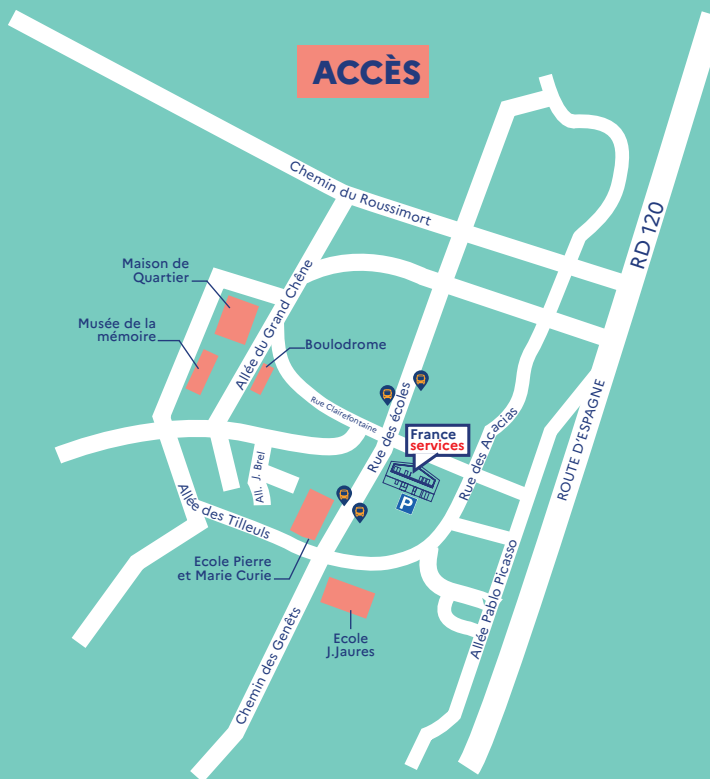 ACCÈS
Chemin du Roussimort
RD 120
Maison de
Quartier
Allée du Grand Chêne
Musée de la
mémoire
Boulodrome
Rue Clairefontaine
Rue des écoles
France
services
Rue des Acacias
ROUTE D'ESPAGNE
All. J. Brel
P
Allée des Tilleuls
Ecole Pierre
et Marie Curie
Allée Pablo Picasso
Ecole
J.Jaures
Chemin des Genêts